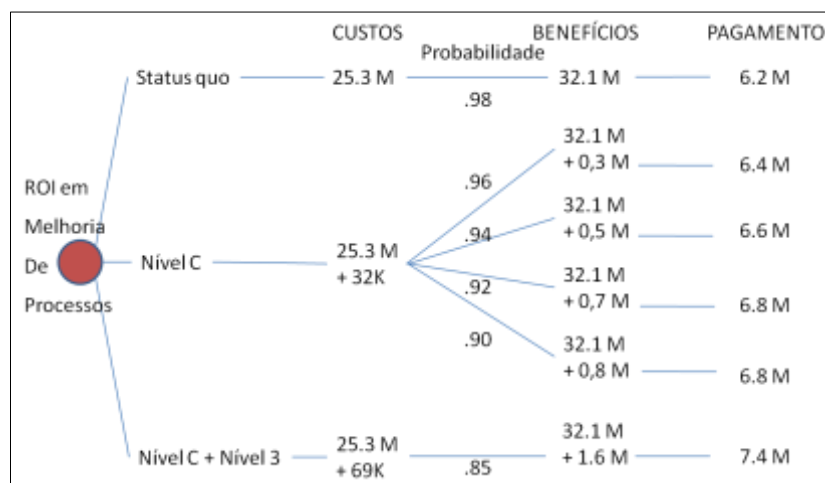 CUSTOS BENEFÍCIOS PAGAMENTO
Probabilidade
Status quo 25.3 M 32.1 M 6.2 M
.98
32.1 M
+ 0,3 M 6.4 M
.96
32.1 M
+ 0,5 M 6.6 M
.94
ROI em
Melhoria
De
Processos
Nível C 25.3 M
+ 32K
32.1 M
+ 0,7 M 6.8 M
.92
32.1 M
+ 0,8 M 6.8 M
.90
Nível C + Nível 3 25.3 M
+ 69K
32.1 M
+ 1.6 M 7.4 M
.85